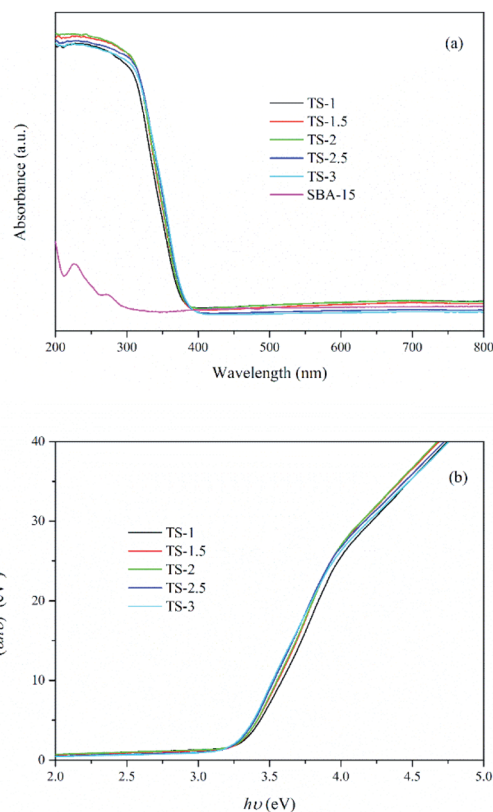 (a)
TS-1
TS-1.5
TS-2
TS-2.5
TS-3
SBA-15
Absorbance (a.u.)
200 300 400 500 600 700 800
Wavelength (nm)
(b)
40
30
20
10
0
TS-1
TS-1.5
TS-2
TS-2.5
TS-3
2.0 2.5 3.0 3.5 4.0 4.5 5.0
hυ (eV)